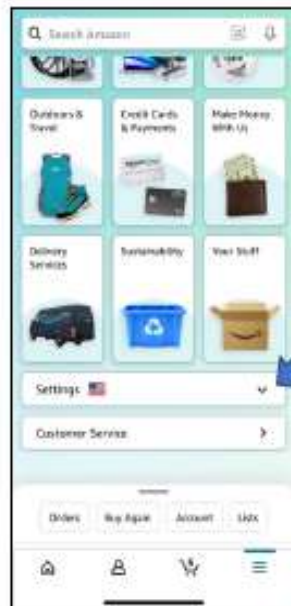 Search Amazon
Outdoors & Travel
Credit Cards & Payments
Make Money With Us
Delivery Services
Sustainability
Your Stuff
Settings
Customer Service
Orders
Buy Again
Account
Lists